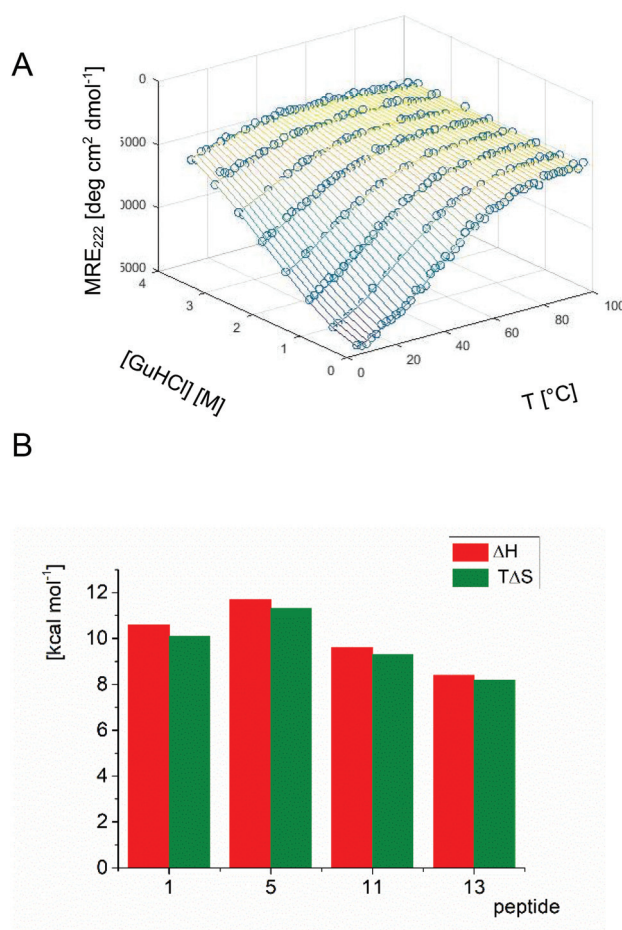 A
MRE222 [deg cm2 dmol-1]
0
5000
0000
5000
4
3
2
1
0
[GuHCl] [M]
0
20
40
60
80
100
T [°C]
B
ΔH
TΔS
[kcal mol-1]
12
10
8
6
4
2
0
1 5 11 13
peptide